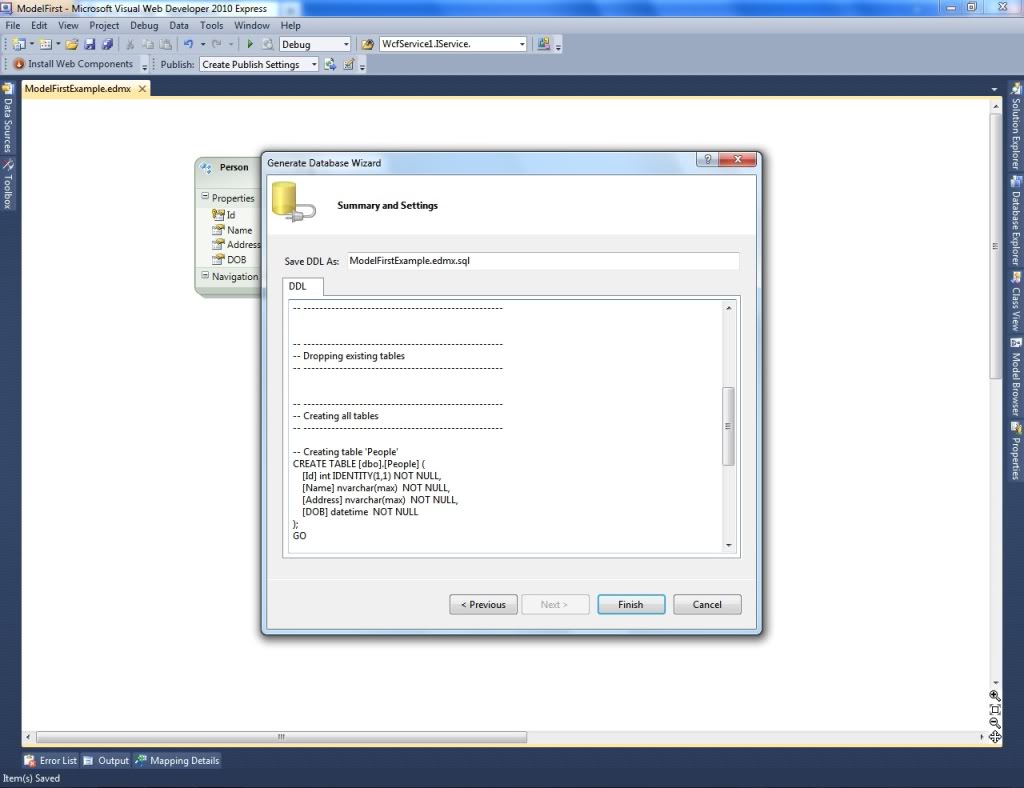 ModelFirst - Microsoft Visual Web Developer 2010 Express
File Edit View Project Debug Data Tools Window Help
Debug WcfService1.IService.
Install Web Components Publish: Create Publish Settings
ModelFirstExample.edmx
Data Sources
Toolbox
Person
Properties
Id
Name
Address
DOB
Navigation
Generate Database Wizard
Summary and Settings
Save DDL As: ModelFirstExample.edmx.sql
DDL
-- --------------------------------------------------
-- --------------------------------------------------
-- Dropping existing tables
-- --------------------------------------------------
-- --------------------------------------------------
-- Creating all tables
-- --------------------------------------------------
-- Creating table 'People'
CREATE TABLE [dbo].[People] (
[Id] int IDENTITY(1,1) NOT NULL,
[Name] nvarchar(max)  NOT NULL,
[Address] nvarchar(max)  NOT NULL,
[DOB] datetime  NOT NULL
);
GO
< Previous Next > Finish Cancel
Solution Explorer
Database Explorer
Class View
Model Browser
Properties
Error List Output Mapping Details
Item(s) Saved